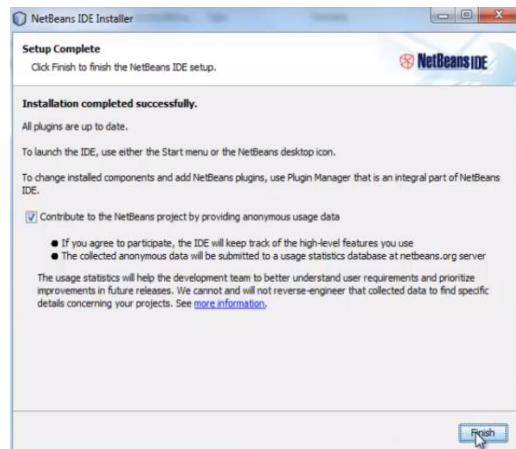 NetBeans IDE Installer
Setup Complete
Click Finish to finish the NetBeans IDE setup.
NetBeans IDE
Installation completed successfully.
All plugins are up to date.
To launch the IDE, use either the Start menu or the NetBeans desktop icon.
To change installed components and add NetBeans plugins, use Plugin Manager that is an integral part of NetBeans
IDE.
Contribute to the NetBeans project by providing anonymous usage data
● If you agree to participate, the IDE will keep track of the high-level features you use
● The collected anonymous data will be submitted to a usage statistics database at netbeans.org server
The usage statistics will help the development team to better understand user requirements and prioritize
improvements in future releases. We cannot and will not reverse-engineer that collected data to find specific
details concerning your projects. See more information.
Finish